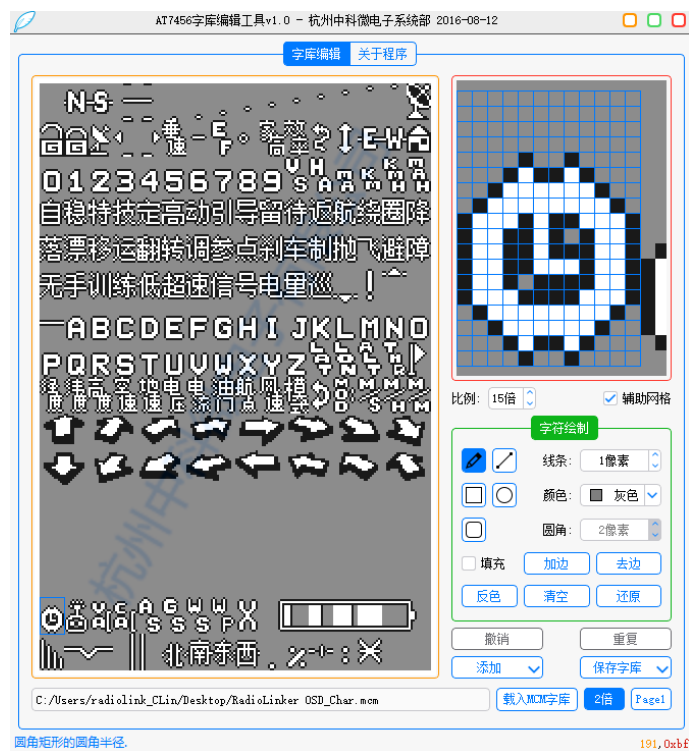 AT7456字库编辑工具v1.0 - 杭州中科微电子系统部 2016-08-12
字库编辑 关于程序
N-S
垂速 E F 客高 效率 E W
0123456789 V S H A
自稳特技定高动引导留待返航绕圈降
落票移运翻转调参点刹车制抛飞避障
无手训练低超速信号电量巡 !
ABCDEFGHIJKLMNO
PQRSTUVWXYZ
A S G S W S W P X
北南东西 . % - :
比例: 15倍 辅助网格
字符绘制
线条: 1像素
颜色: 灰色
圆角: 2像素
填充 加边 去边
反色 清空 还原
撤销 重复
添加 保存字库
C:/Users/radiolink_CLin/Desktop/RadioLinker OSD_Char.mcm 载入MCM字库 2倍 Page1
圆角矩形的圆角半径. 191,0xbf